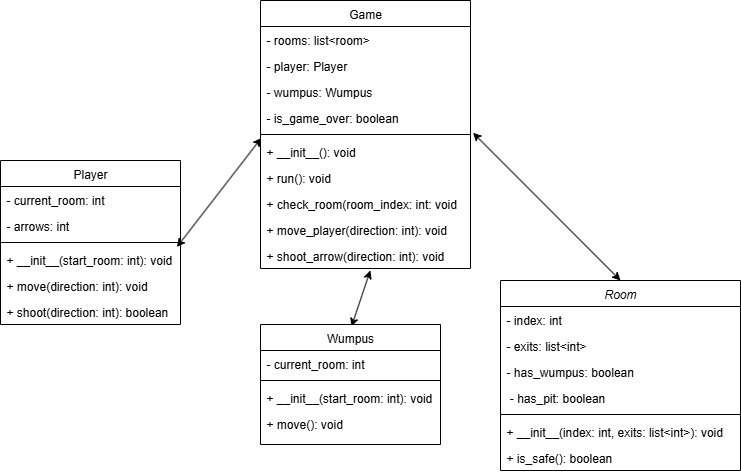 Game
- rooms: list<room>
- player: Player
- wumpus: Wumpus
- is_game_over: boolean
+ __init__(): void
+ run(): void
+ check_room(room_index: int: void
+ move_player(direction: int): void
+ shoot_arrow(direction: int): void
Player
- current_room: int
- arrows: int
+ __init__(start_room: int): void
+ move(direction: int): void
+ shoot(direction: int): boolean
Wumpus
- current_room: int
+ __init__(start_room: int): void
+ move(): void
Room
- index: int
- exits: list<int>
- has_wumpus: boolean
- has_pit: boolean
+ __init__(index: int, exits: list<int>): void
+ is_safe(): boolean